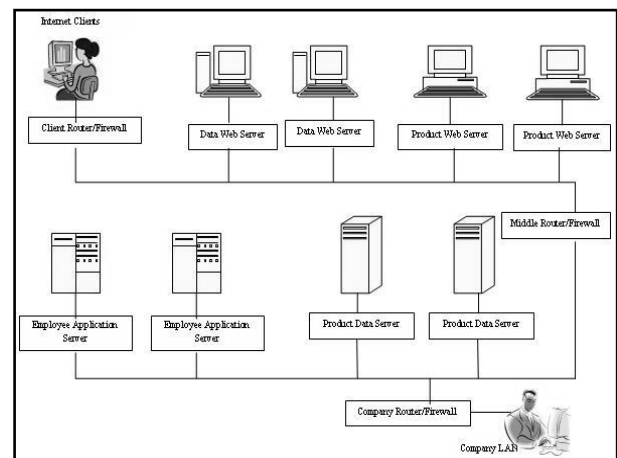 Internet Clients
Client Router/Firewall
Data Web Server
Data Web Server
Product Web Server
Product Web Server
Middle Router/Firewall
Employee Application
Server
Employee Application
Server
Product Data Server
Product Data Server
Company Router/Firewall
Company LAN